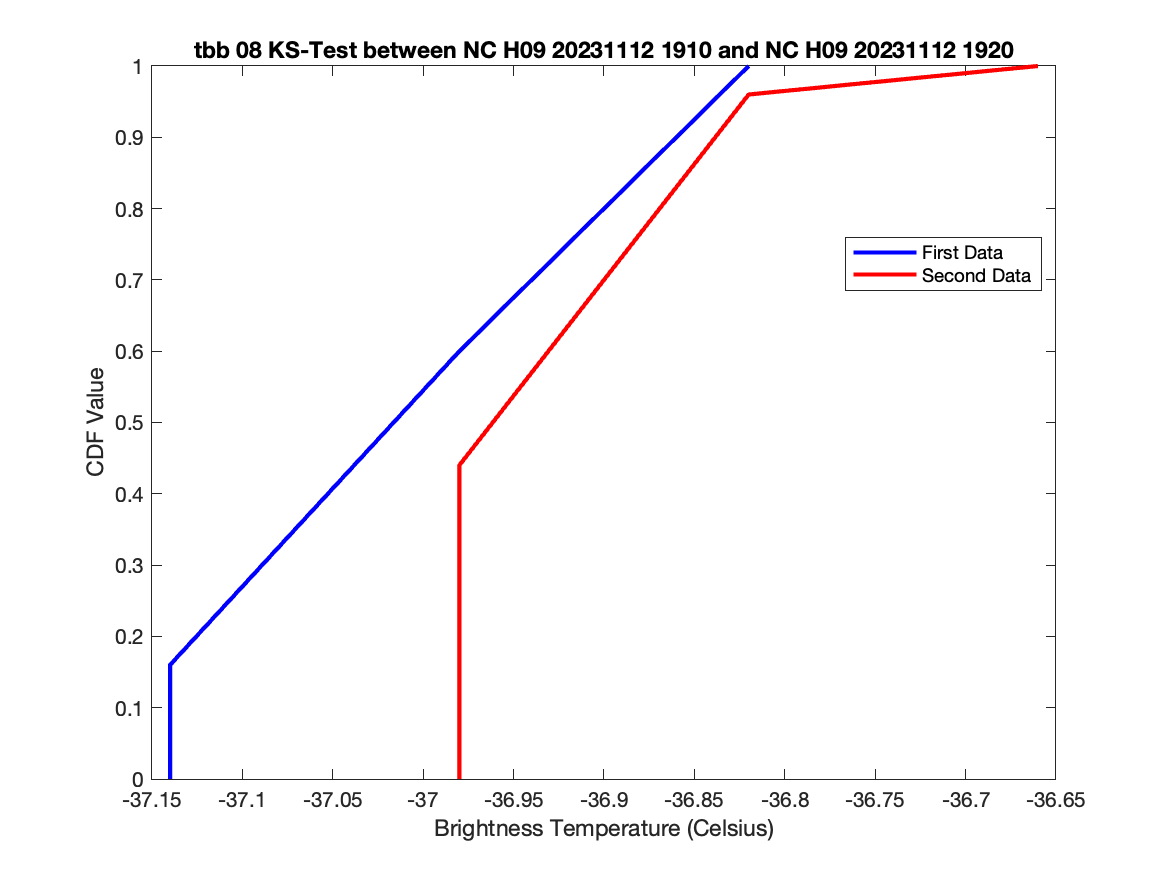 tbb 08 KS-Test between NC H09 20231112 1910 and NC H09 20231112 1920
1
0.9
0.8
0.7
0.6
0.5
0.4
0.3
0.2
0.1
0
CDF Value
First Data
Second Data
-37.15 -37.1 -37.05 -37 -36.95 -36.9 -36.85 -36.8 -36.75 -36.7 -36.65
Brightness Temperature (Celsius)